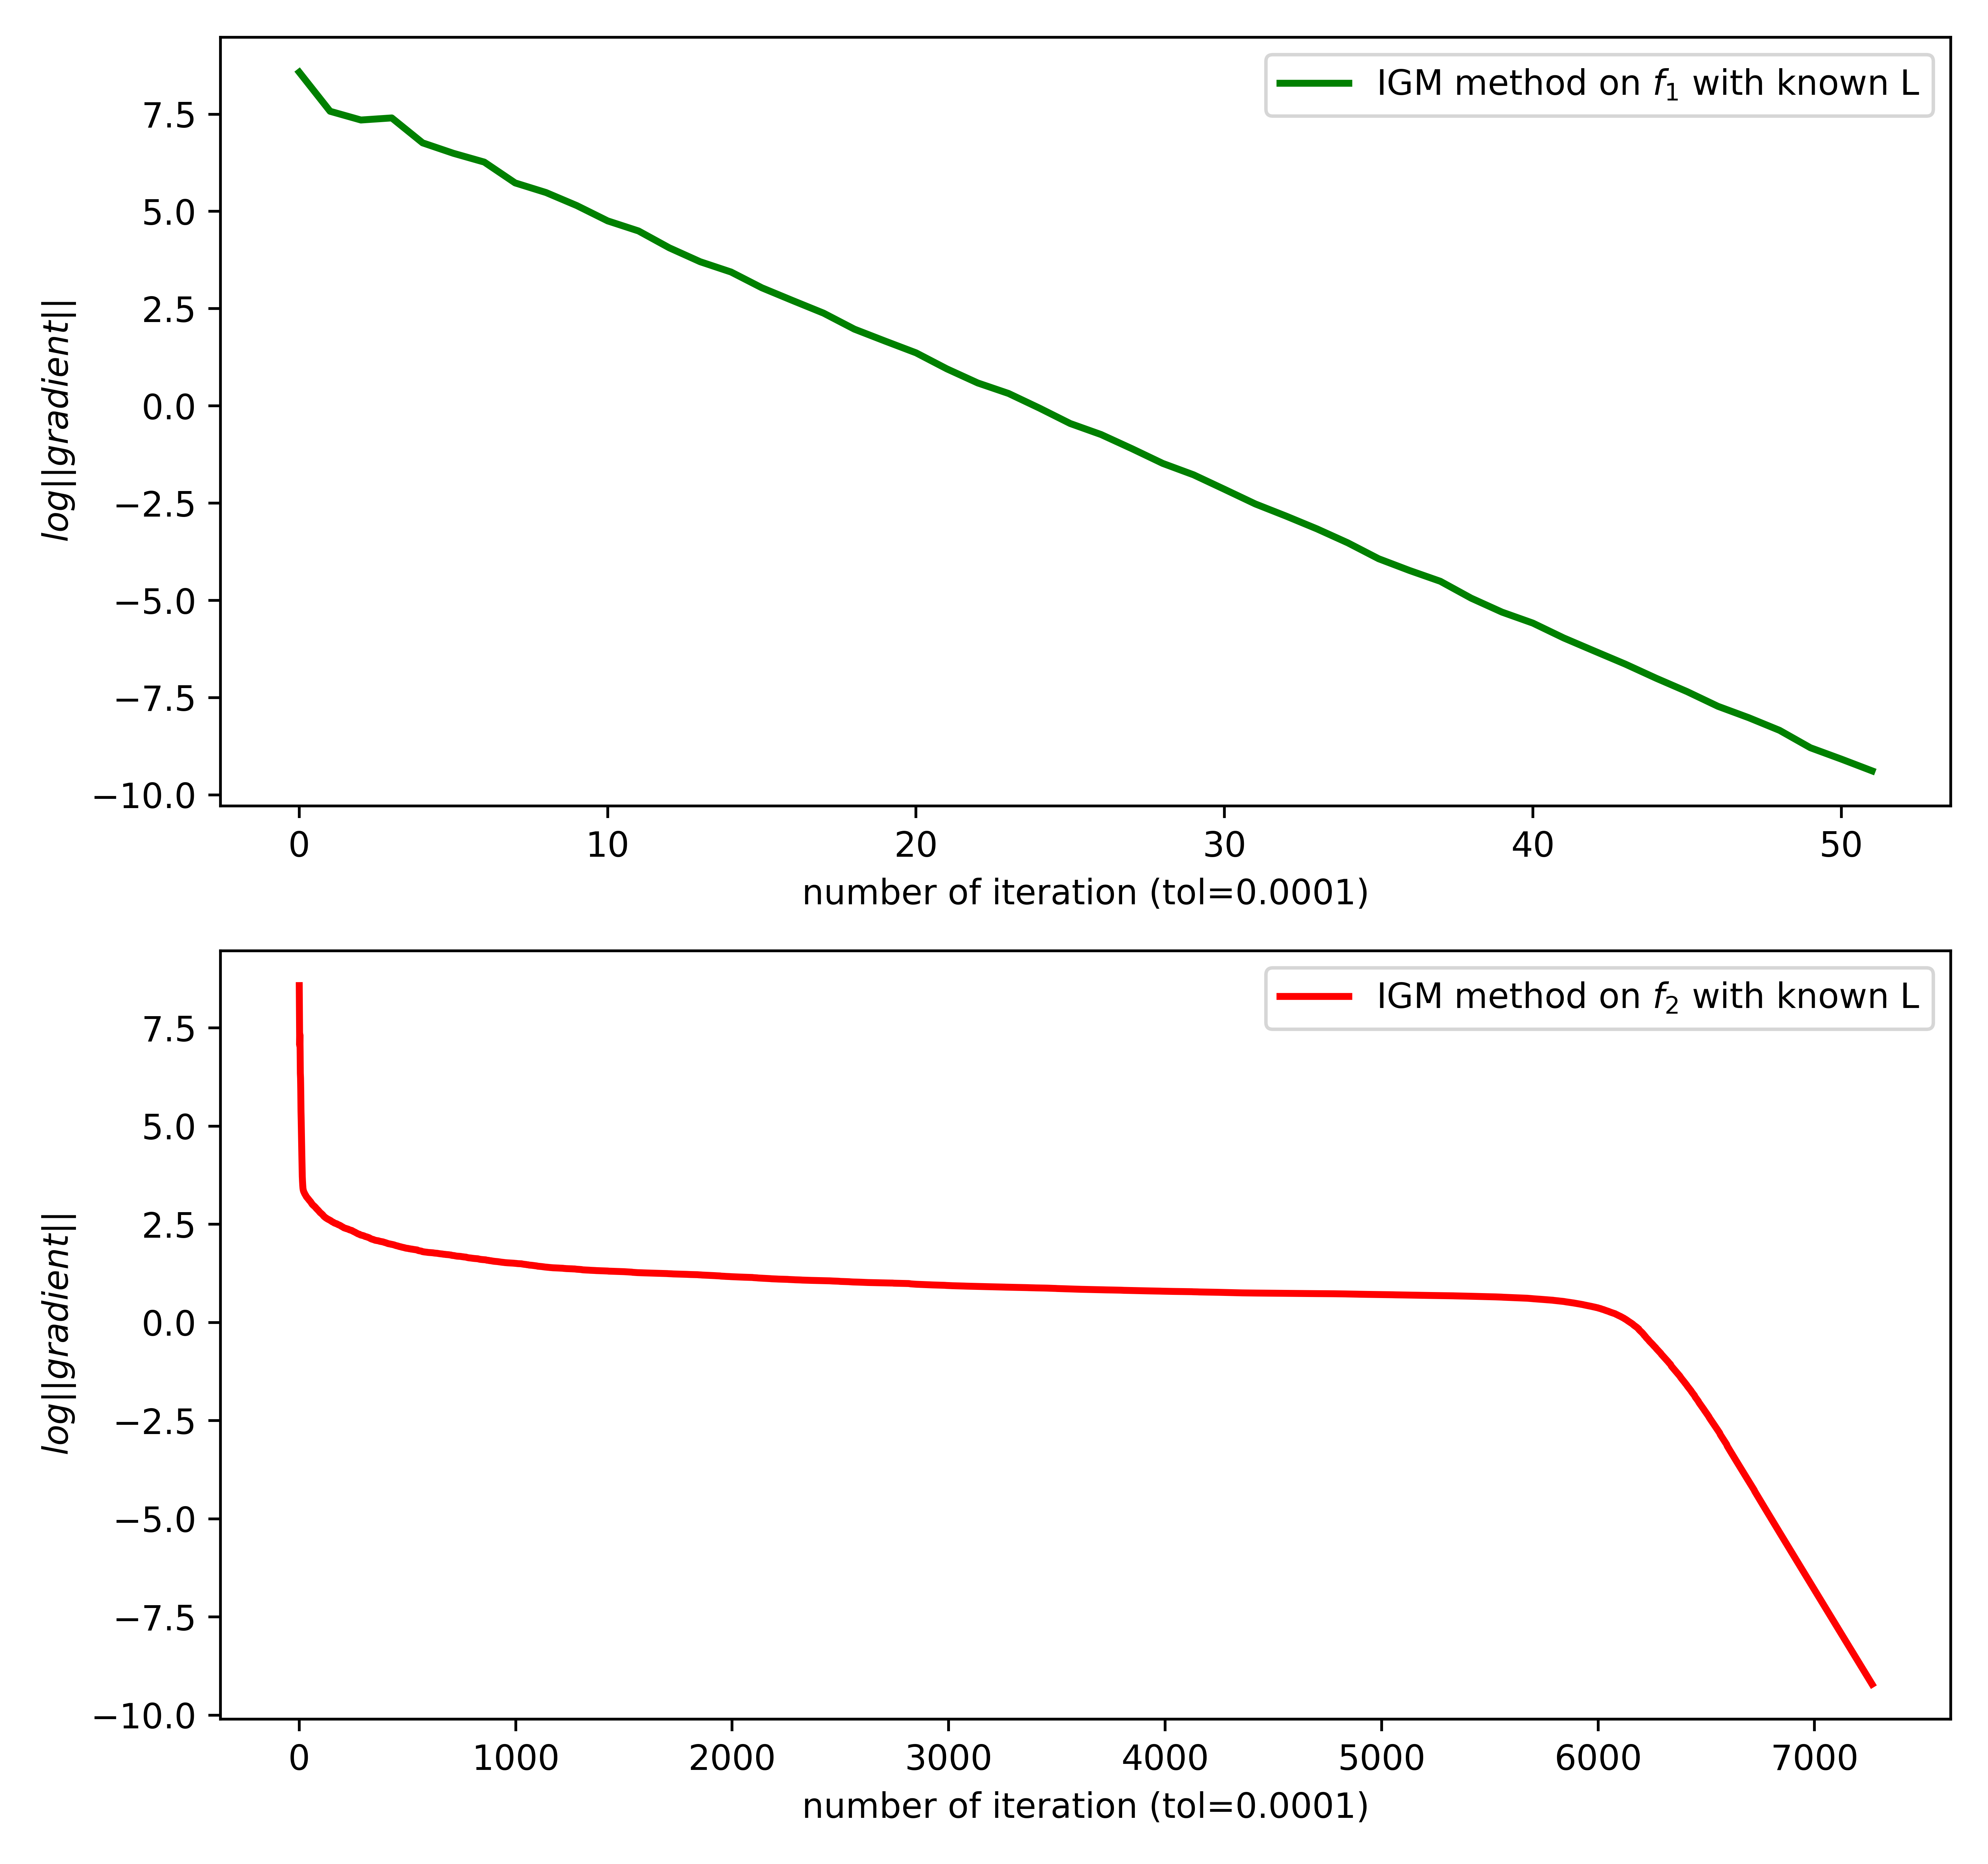 IGM method on f₁ with known L
7.5
5.0
2.5
0.0
−2.5
−5.0
−7.5
−10.0
log||gradient||
0 10 20 30 40 50
number of iteration (tol=0.0001)
IGM method on f₂ with known L
7.5
5.0
2.5
0.0
−2.5
−5.0
−7.5
−10.0
log||gradient||
0 1000 2000 3000 4000 5000 6000 7000
number of iteration (tol=0.0001)